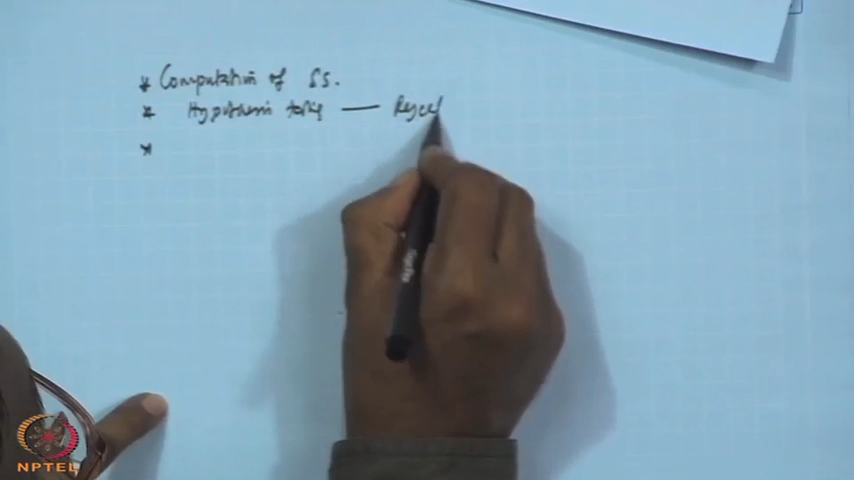 * Computation of SS.
* Hypothesis testing — Reject
*
NPTEL